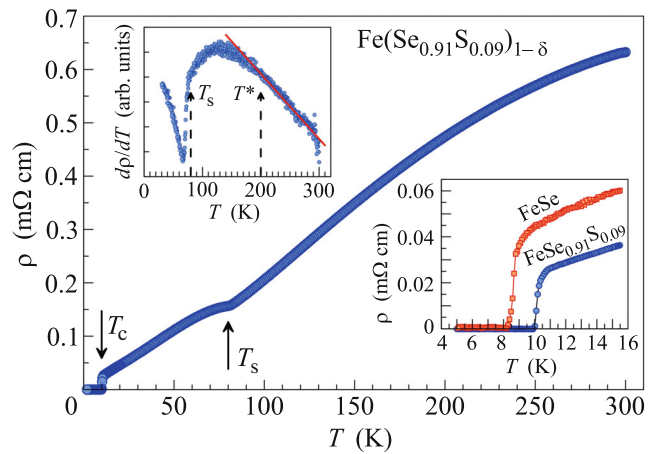 Fe(Se0.91S0.09)1−δ
ρ (mΩ cm)
0.7
0.6
0.5
0.4
0.3
0.2
0.1
0
50
100
150
200
250
300
T (K)
Tc
Ts
dρ/dT (arb. units)
Ts
T*
0
100
200
300
T (K)
ρ (mΩ cm)
0.06
0.04
0.02
0
FeSe
FeSe0.91S0.09
4
6
8
10
12
14
16
T (K)